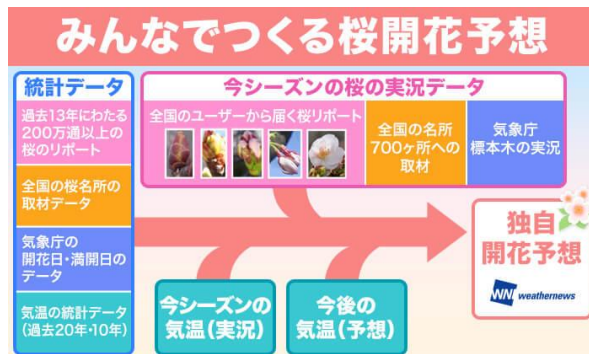 みんなでつくる桜開花予想
統計データ
過去13年にわたる
200万通以上の
桜のリポート
全国の桜名所の
取材データ
気象庁の
開花日・満開日の
データ
気温の統計データ
(過去20年・10年)
今シーズンの桜の実況データ
全国のユーザーから届く桜リポート
全国の名所
700ヶ所への
取材
気象庁
標本木の実況
今シーズンの
気温(実況)
今後の
気温(予想)
独自
開花予想
WNI weathernews